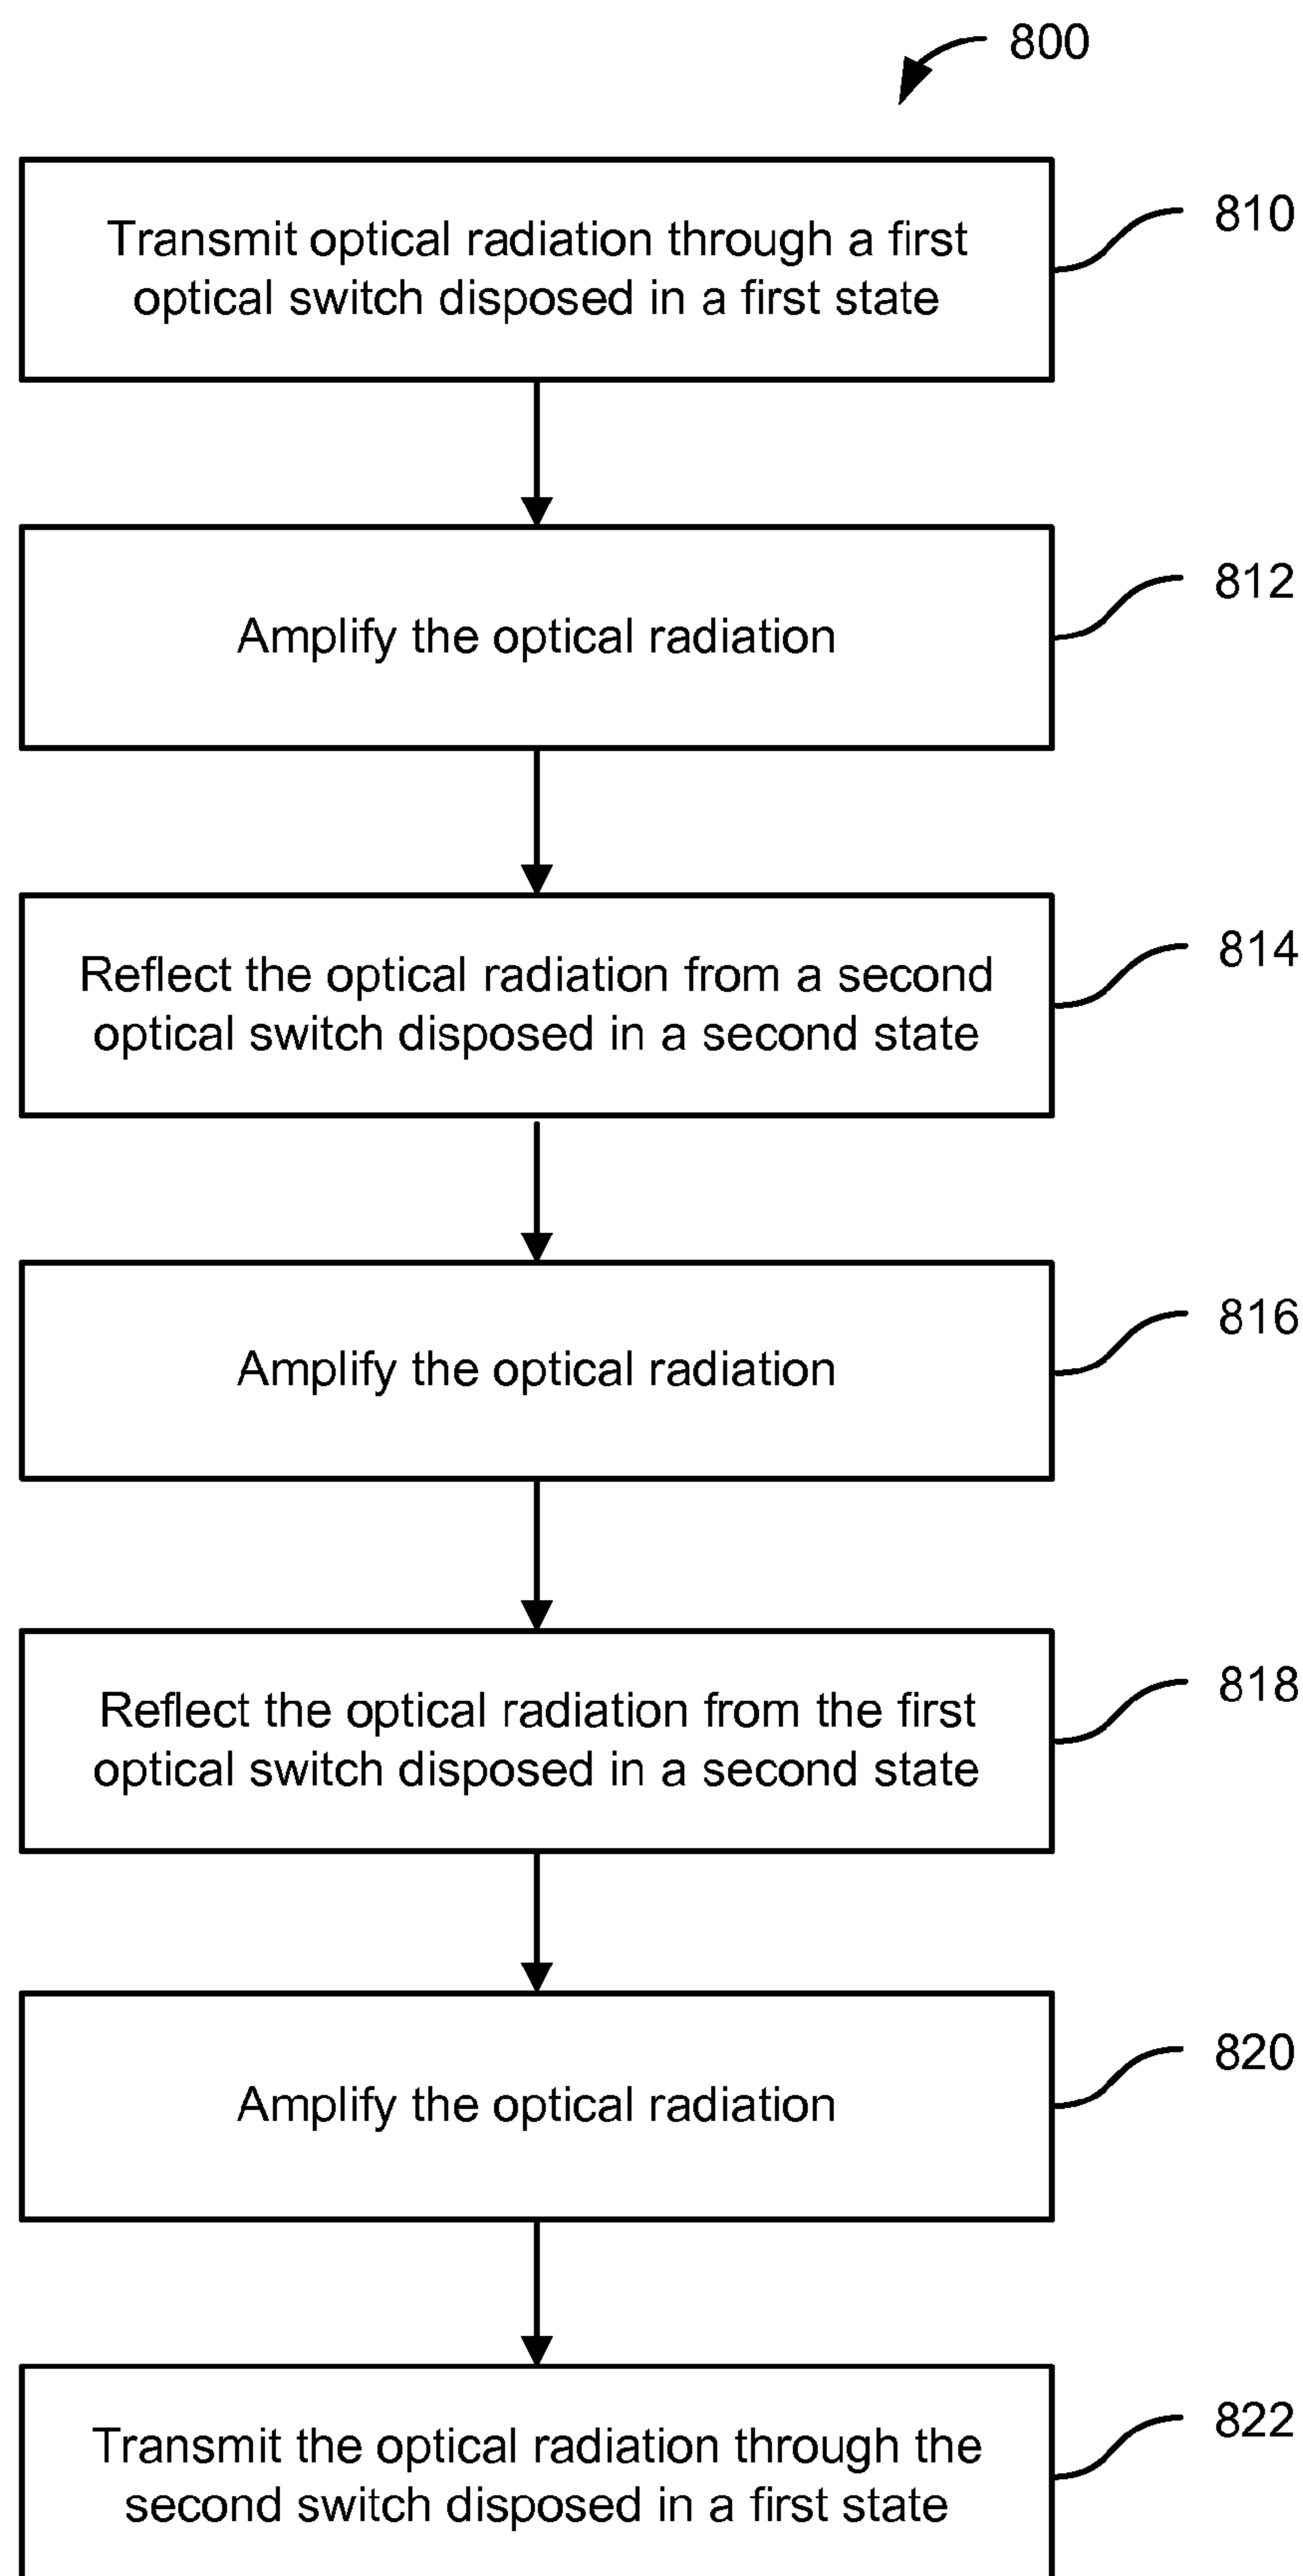 800
Transmit optical radiation through a first
optical switch disposed in a first state
810
Amplify the optical radiation
812
Reflect the optical radiation from a second
optical switch disposed in a second state
814
Amplify the optical radiation
816
Reflect the optical radiation from the first
optical switch disposed in a second state
818
Amplify the optical radiation
820
Transmit the optical radiation through the
second switch disposed in a first state
822